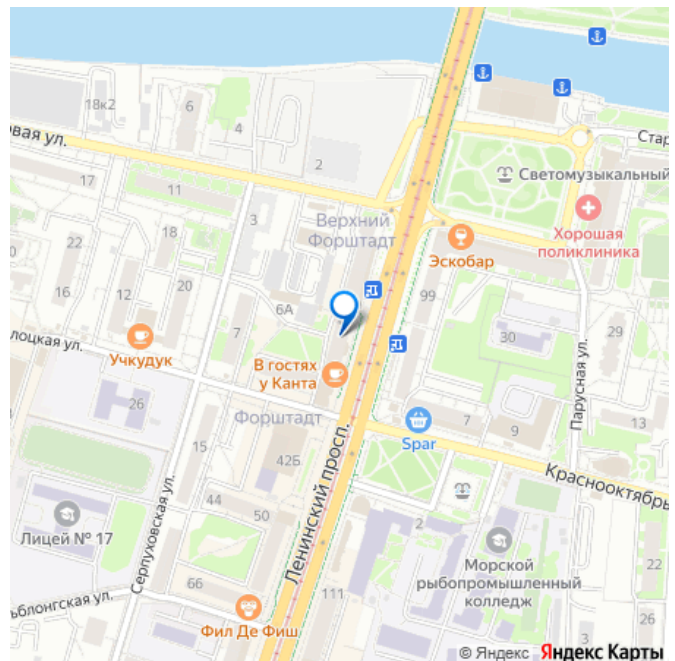 18к2
6
4
овая ул.
2
17
11
3
18
22
16
12
20
6А
7
Верхний
Форштадт
Стар
Светомузыкальный
Хорошая
поликлиника
Эскобар
99
30
29
Парусная ул.
лоцкая ул.
Учкудук
В гостях
у Канта
26
Форштадт
15
42Б
Ленинский просп.
Spar
7
9
13
Краснооктябрь
44
50
Серпуховская ул.
Лицей № 17
2
Морской
рыбопромышленный
колледж
22
66
ьблонгская ул.
Фил Де Фиш
111
3
26
© Яндекс Яндекс Карты